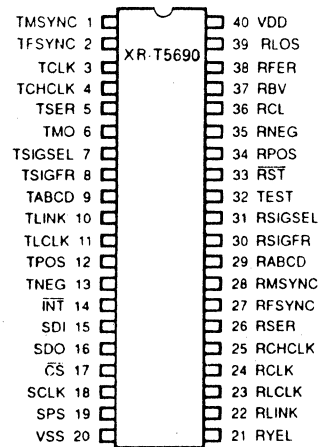 TMSYNC 1 40 VDD
TFSYNC 2 39 RLOS
XR-T5690
TCLK 3 38 RFER
TCHCLK 4 37 RBV
TSER 5 36 RCL
TMO 6 35 RNEG
TSIGSEL 7 34 RPOS
TSIGFR 8 33 R̅S̅T̅
TABCD 9 32 TEST
TLINK 10 31 RSIGSEL
TLCLK 11 30 RSIGFR
TPOS 12 29 RABCD
TNEG 13 28 RMSYNC
I̅N̅T̅ 14 27 RFSYNC
SDI 15 26 RSER
SDO 16 25 RCHCLK
C̅S̅ 17 24 RCLK
SCLK 18 23 RLCLK
SPS 19 22 RLINK
VSS 20 21 RYEL